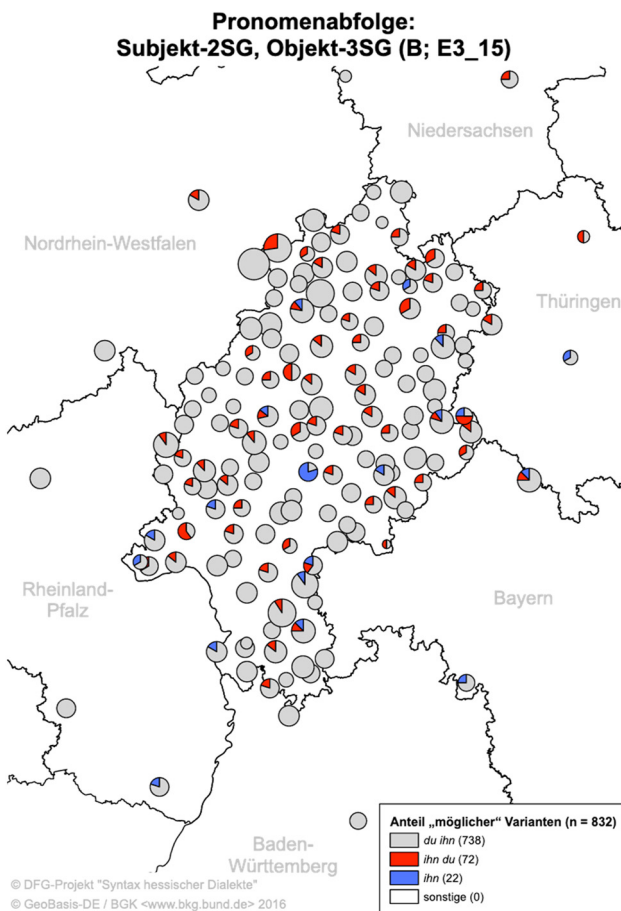 Pronomenabfolge:
Subjekt-2SG, Objekt-3SG (B; E3_15)
Niedersachsen
Nordrhein-Westfalen
Thüringen
Rheinland-
Pfalz
Bayern
Baden-
Württemberg
Anteil „möglicher“ Varianten (n = 832)
du ihn (738)
ihn du (72)
ihn (22)
sonstige (0)
© DFG-Projekt "Syntax hessischer Dialekte"
© GeoBasis-DE / BGK <www.bkg.bund.de> 2016